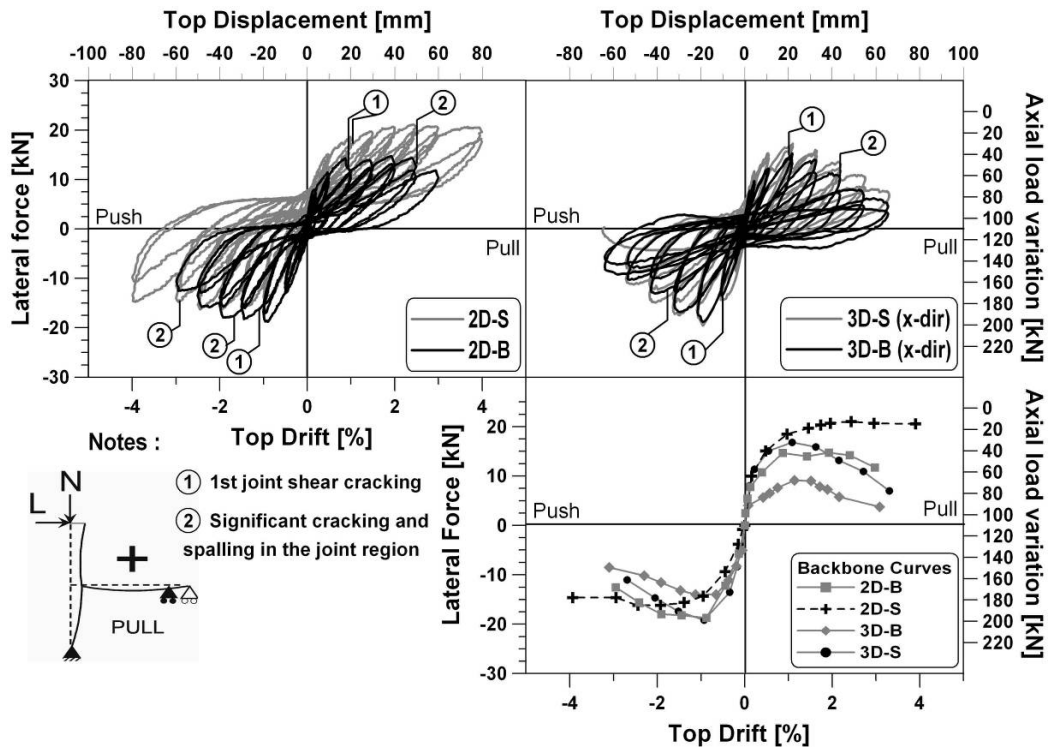 Top Displacement [mm]
-100 -80 -60 -40 -20 0 20 40 60 80
Top Displacement [mm]
-80 -60 -40 -20 0 20 40 60 80 100
30
20
10
0
-10
-20
-30
Lateral force [kN]
Push
Pull
1
2
2
2
1
2D-S
2D-B
-4 -2 0 2 4
Top Drift [%]
Push
Pull
1
2
2
1
3D-S (x-dir)
3D-B (x-dir)
0
20
40
60
80
100
120
140
160
180
200
220
Axial load variation [kN]
Notes :
1 1st joint shear cracking
2 Significant cracking and
spalling in the joint region
N
L
+
PULL
20
10
0
-10
-20
-30
Lateral Force [kN]
Push
Pull
Backbone Curves
2D-B
2D-S
3D-B
3D-S
0
20
40
60
80
100
120
140
160
180
200
220
Axial load variation [kN]
-4 -2 0 2 4
Top Drift [%]